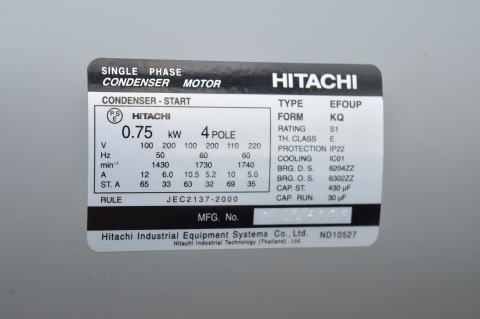 SINGLE PHASE
CONDENSER MOTOR
HITACHI
CONDENSER - START
PS
E
HITACHI
0.75 kW 4 POLE
V 100 200 100 200 110 220
Hz 50 60 60
min⁻¹ 1430 1730 1740
A 12 6.0 10.5 5.2 10 5.0
ST. A 65 33 63 32 69 35
RULE JEC2137-2000
TYPE EFOUP
FORM KQ
RATING S1
TH. CLASS E
PROTECTION IP22
COOLING IC01
BRG. D. S. 6204ZZ
BRG. O. S. 6302ZZ
CAP. ST. 430 µF
CAP. RUN. 30 µF
MFG. No.
Hitachi Industrial Equipment Systems Co., Ltd. ND10527
Hitachi Industrial Technology (Thailand) . Ltd